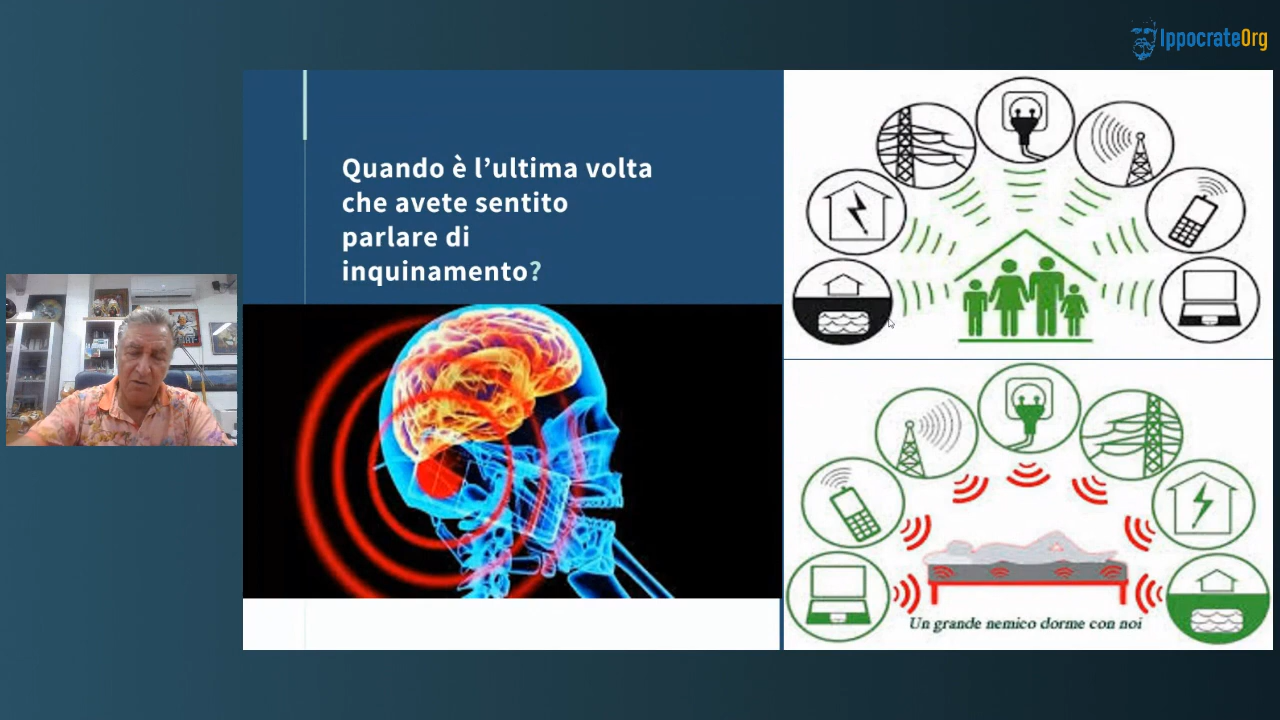 IppocrateOrg
Quando è l'ultima volta
che avete sentito
parlare di
inquinamento?
Un grande nemico dorme con noi